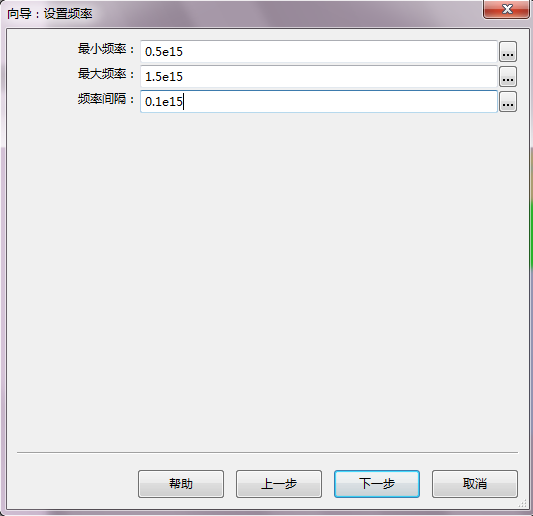 向导：设置频率
最小频率： 0.5e15 ...
最大频率： 1.5e15 ...
频率间隔： 0.1e15 ...
帮助 上一步 下一步 取消